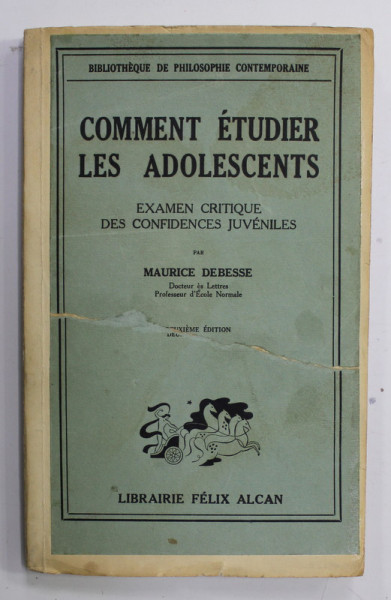 BIBLIOTHÈQUE DE PHILOSOPHIE CONTEMPORAINE
COMMENT ÉTUDIER
LES ADOLESCENTS
EXAMEN CRITIQUE
DES CONFIDENCES JUVÉNILES
PAR
MAURICE DEBESSE
Docteur ès Lettres
Professeur d'École Normale
ÉDITION
LIBRAIRIE FÉLIX ALCAN